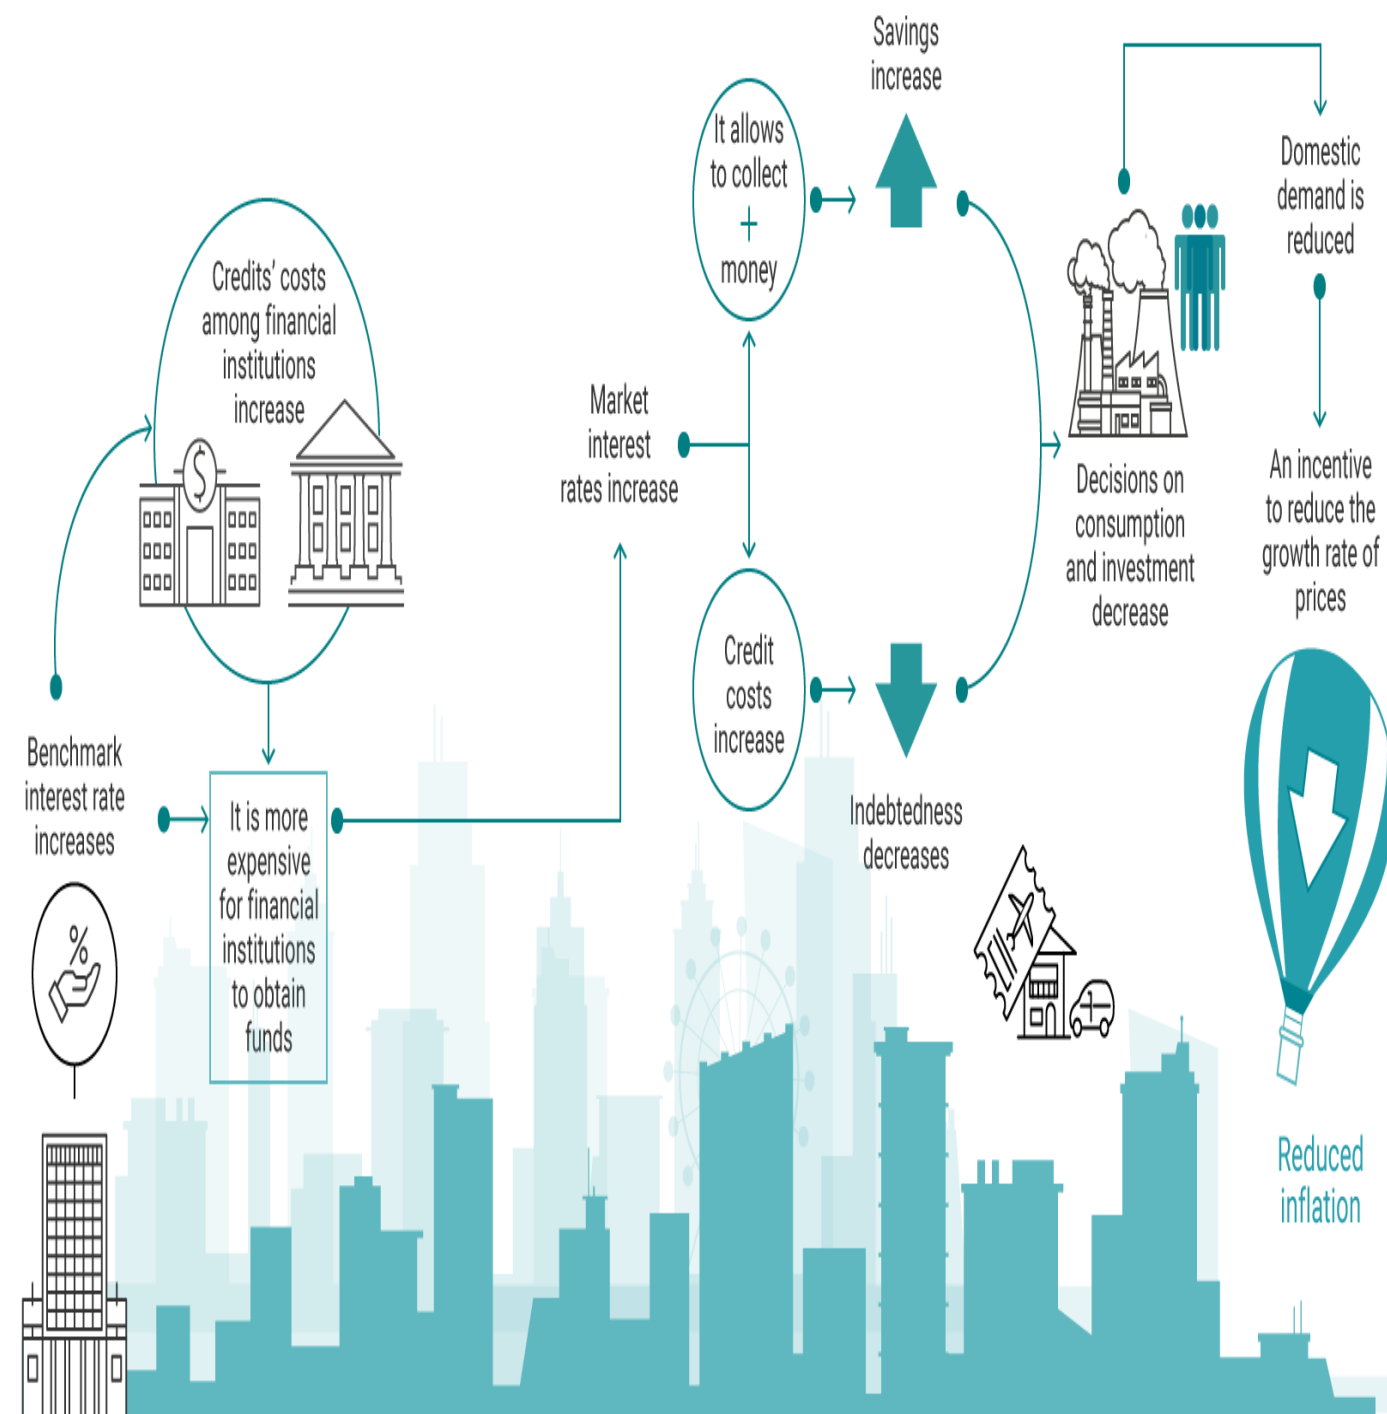 Benchmark
interest rate
increases
%
Credits' costs
among financial
institutions
increase
$
It is more
expensive
for financial
institutions
to obtain
funds
Market
interest
rates increase
It allows
to collect
+
money
Savings
increase
Credit
costs
increase
Indebtedness
decreases
Decisions on
consumption
and investment
decrease
Domestic
demand is
reduced
An incentive
to reduce the
growth rate of
prices
Reduced
inflation